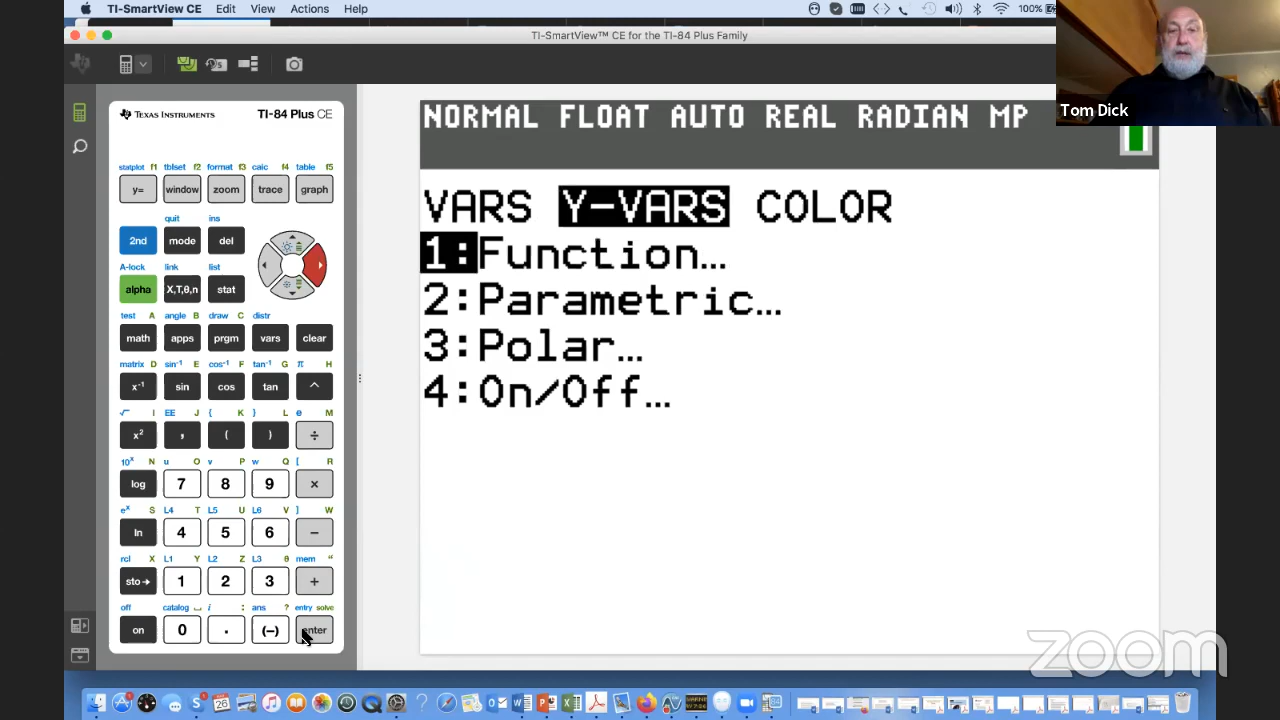 TI-SmartView CE Edit View Actions Help 100%
TI-SmartView™ CE for the TI-84 Plus Family
Tom Dick
TEXAS INSTRUMENTS TI-84 Plus CE
statplot f1 tblset f2 format f3 calc f4 table f5
y= window zoom trace graph
quit ins
2nd mode del
A-lock link list
alpha X,T,θ,n stat
test A angle B draw C distr
math apps prgm vars clear
matrix D sin⁻¹ E cos⁻¹ F tan⁻¹ G π H
x⁻¹ sin cos tan ^
√ I EE J { K } L e M
x² , ( ) ÷
10ˣ N u O v P w Q [ R
log 7 8 9 ×
eˣ S L4 T L5 U L6 V ] W
ln 4 5 6 −
rcl X L1 Y L2 Z L3 θ mem “
sto→ 1 2 3 +
off catalog i : ans ? entry solve
on 0 . (−) enter
NORMAL FLOAT AUTO REAL RADIAN MP
VARS Y-VARS COLOR
1:Function…
2:Parametric…
3:Polar…
4:On/Off…
zoom